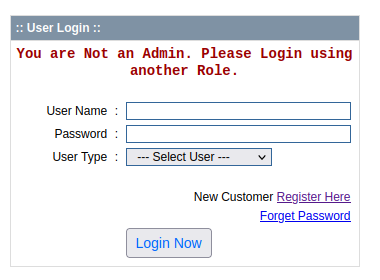 :: User Login ::
You are Not an Admin. Please Login using
another Role.
User Name :
Password :
User Type : --- Select User ---
New Customer Register Here
Forget Password
Login Now